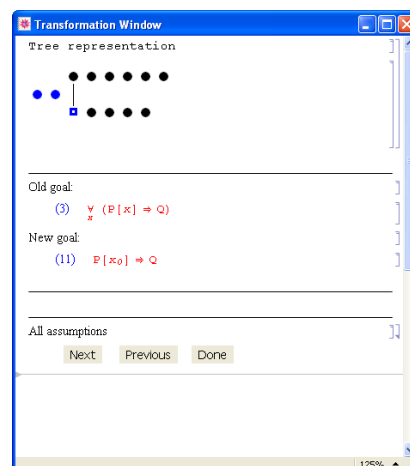 Transformation Window
Tree representation
Old goal:
(3) ∀ (P[x] ⇒ Q)
x
New goal:
(11) P[x₀] ⇒ Q
All assumptions
Next Previous Done
125%